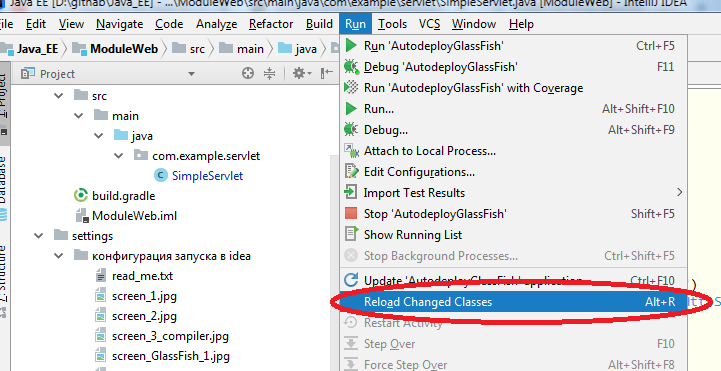 Java EE [D:\github\Java_EE] - ...\ModuleWeb\src\main\java\com\example\servlet\SimpleServlet.java [ModuleWeb] - IntelliJ IDEA
File Edit View Navigate Code Analyze Refactor Build Run Tools VCS Window Help
Java_EE ModuleWeb src main java
Project
1: Project
Database
Z: Structure
src
main
java
com.example.servlet
SimpleServlet
build.gradle
ModuleWeb.iml
settings
конфигурация запуска в idea
read_me.txt
screen_1.jpg
screen_2.jpg
screen_3_compiler.jpg
screen_GlassFish_1.jpg
Run 'AutodeployGlassFish' Ctrl+F5
Debug 'AutodeployGlassFish' F11
Run 'AutodeployGlassFish' with Coverage
Run... Alt+Shift+F10
Debug... Alt+Shift+F9
Attach to Local Process...
Edit Configurations...
Import Test Results
Stop 'AutodeployGlassFish' Shift+F5
Show Running List
Stop Background Processes... Ctrl+Shift+F5
Update 'AutodeployGlassFish' application Ctrl+F10
Reload Changed Classes Alt+R
Restart Activity
Step Over F10
Force Step Over Alt+Shift+F8